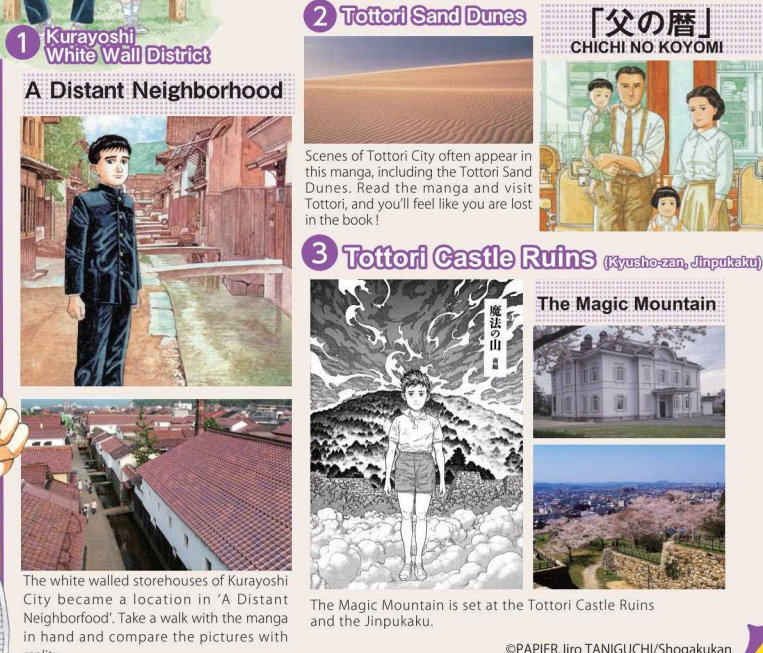 1 Kurayoshi
White Wall District
A Distant Neighborhood
The white walled storehouses of Kurayoshi
City became a location in 'A Distant
Neighborfood'. Take a walk with the manga
in hand and compare the pictures with
2 Tottori Sand Dunes
Scenes of Tottori City often appear in
this manga, including the Tottori Sand
Dunes. Read the manga and visit
Tottori, and you'll feel like you are lost
in the book !
「父の暦」
CHICHI NO KOYOMI
3 Tottori Castle Ruins (Kyusho-zan, Jinpukaku)
魔法の山
前編
The Magic Mountain
The Magic Mountain is set at the Tottori Castle Ruins
and the Jinpukaku.
©PAPIER.Jiro TANIGUCHI/Shogakukan